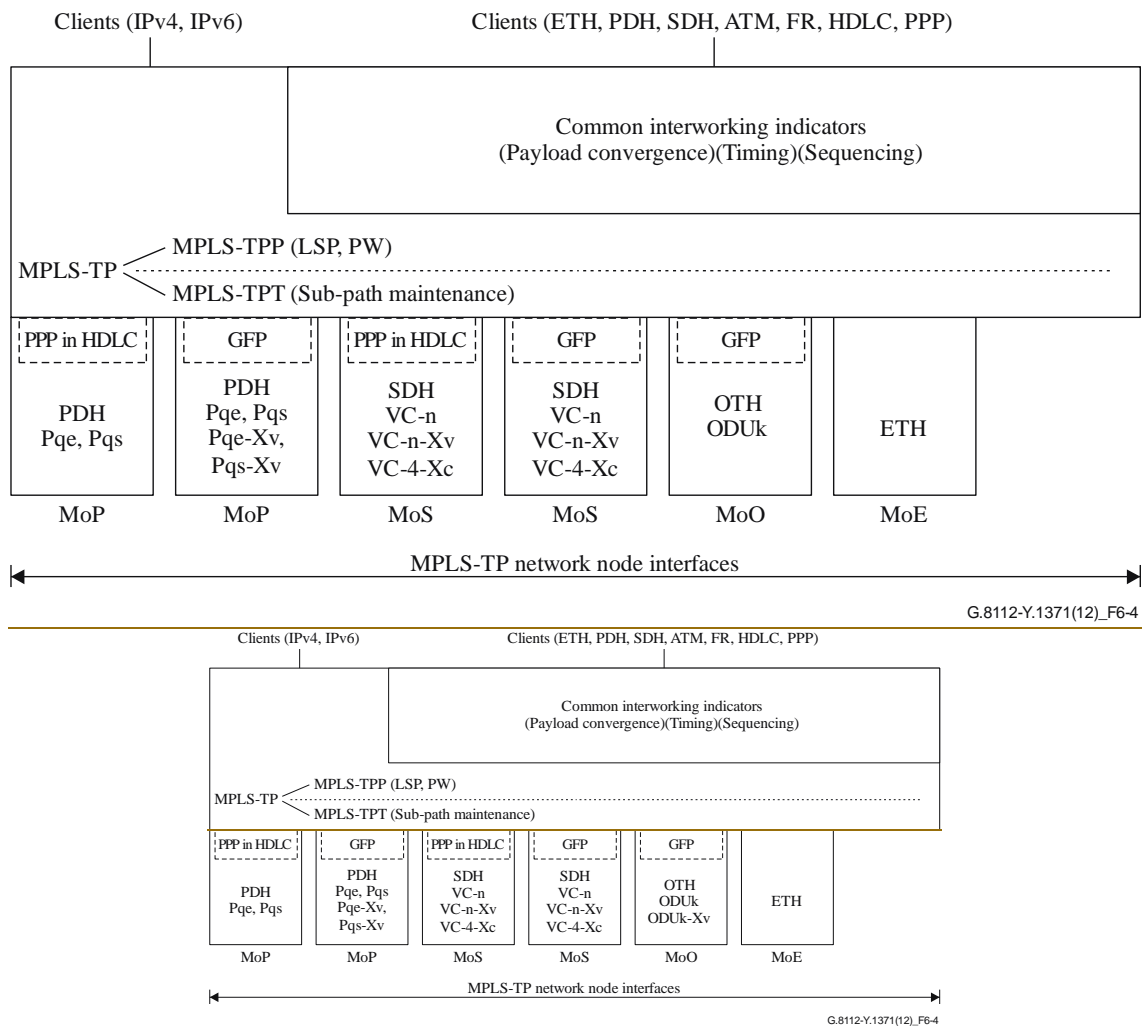 Clients (IPv4, IPv6)
Clients (ETH, PDH, SDH, ATM, FR, HDLC, PPP)
Common interworking indicators
(Payload convergence)(Timing)(Sequencing)
MPLS-TPP (LSP, PW)
MPLS-TP
MPLS-TPT (Sub-path maintenance)
PPP in HDLC
PDH
Pqe, Pqs
MoP
GFP
PDH
Pqe, Pqs
Pqe-Xv,
Pqs-Xv
MoP
PPP in HDLC
SDH
VC-n
VC-n-Xv
VC-4-Xc
MoS
GFP
SDH
VC-n
VC-n-Xv
VC-4-Xc
MoS
GFP
OTH
ODUk
MoO
ETH
MoE
MPLS-TP network node interfaces
G.8112-Y.1371(12)_F6-4
Clients (IPv4, IPv6)
Clients (ETH, PDH, SDH, ATM, FR, HDLC, PPP)
Common interworking indicators
(Payload convergence)(Timing)(Sequencing)
MPLS-TPP (LSP, PW)
MPLS-TP
MPLS-TPT (Sub-path maintenance)
PPP in HDLC
PDH
Pqe, Pqs
MoP
GFP
PDH
Pqe, Pqs
Pqe-Xv,
Pqs-Xv
MoP
PPP in HDLC
SDH
VC-n
VC-n-Xv
VC-4-Xc
MoS
GFP
SDH
VC-n
VC-n-Xv
VC-4-Xc
MoS
GFP
OTH
ODUk
ODUk-Xv
MoO
ETH
MoE
MPLS-TP network node interfaces
G.8112-Y.1371(12)_F6-4